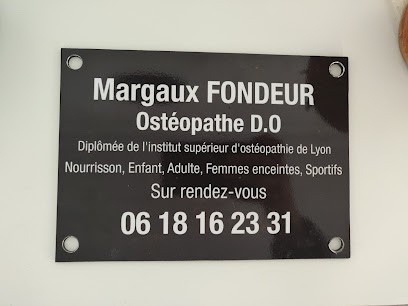 Margaux FONDEUR
Ostéopathe D.O
Diplômée de l'institut supérieur d'ostéopathie de Lyon
Nourrisson, Enfant, Adulte, Femmes enceintes, Sportifs
Sur rendez-vous
06 18 16 23 31